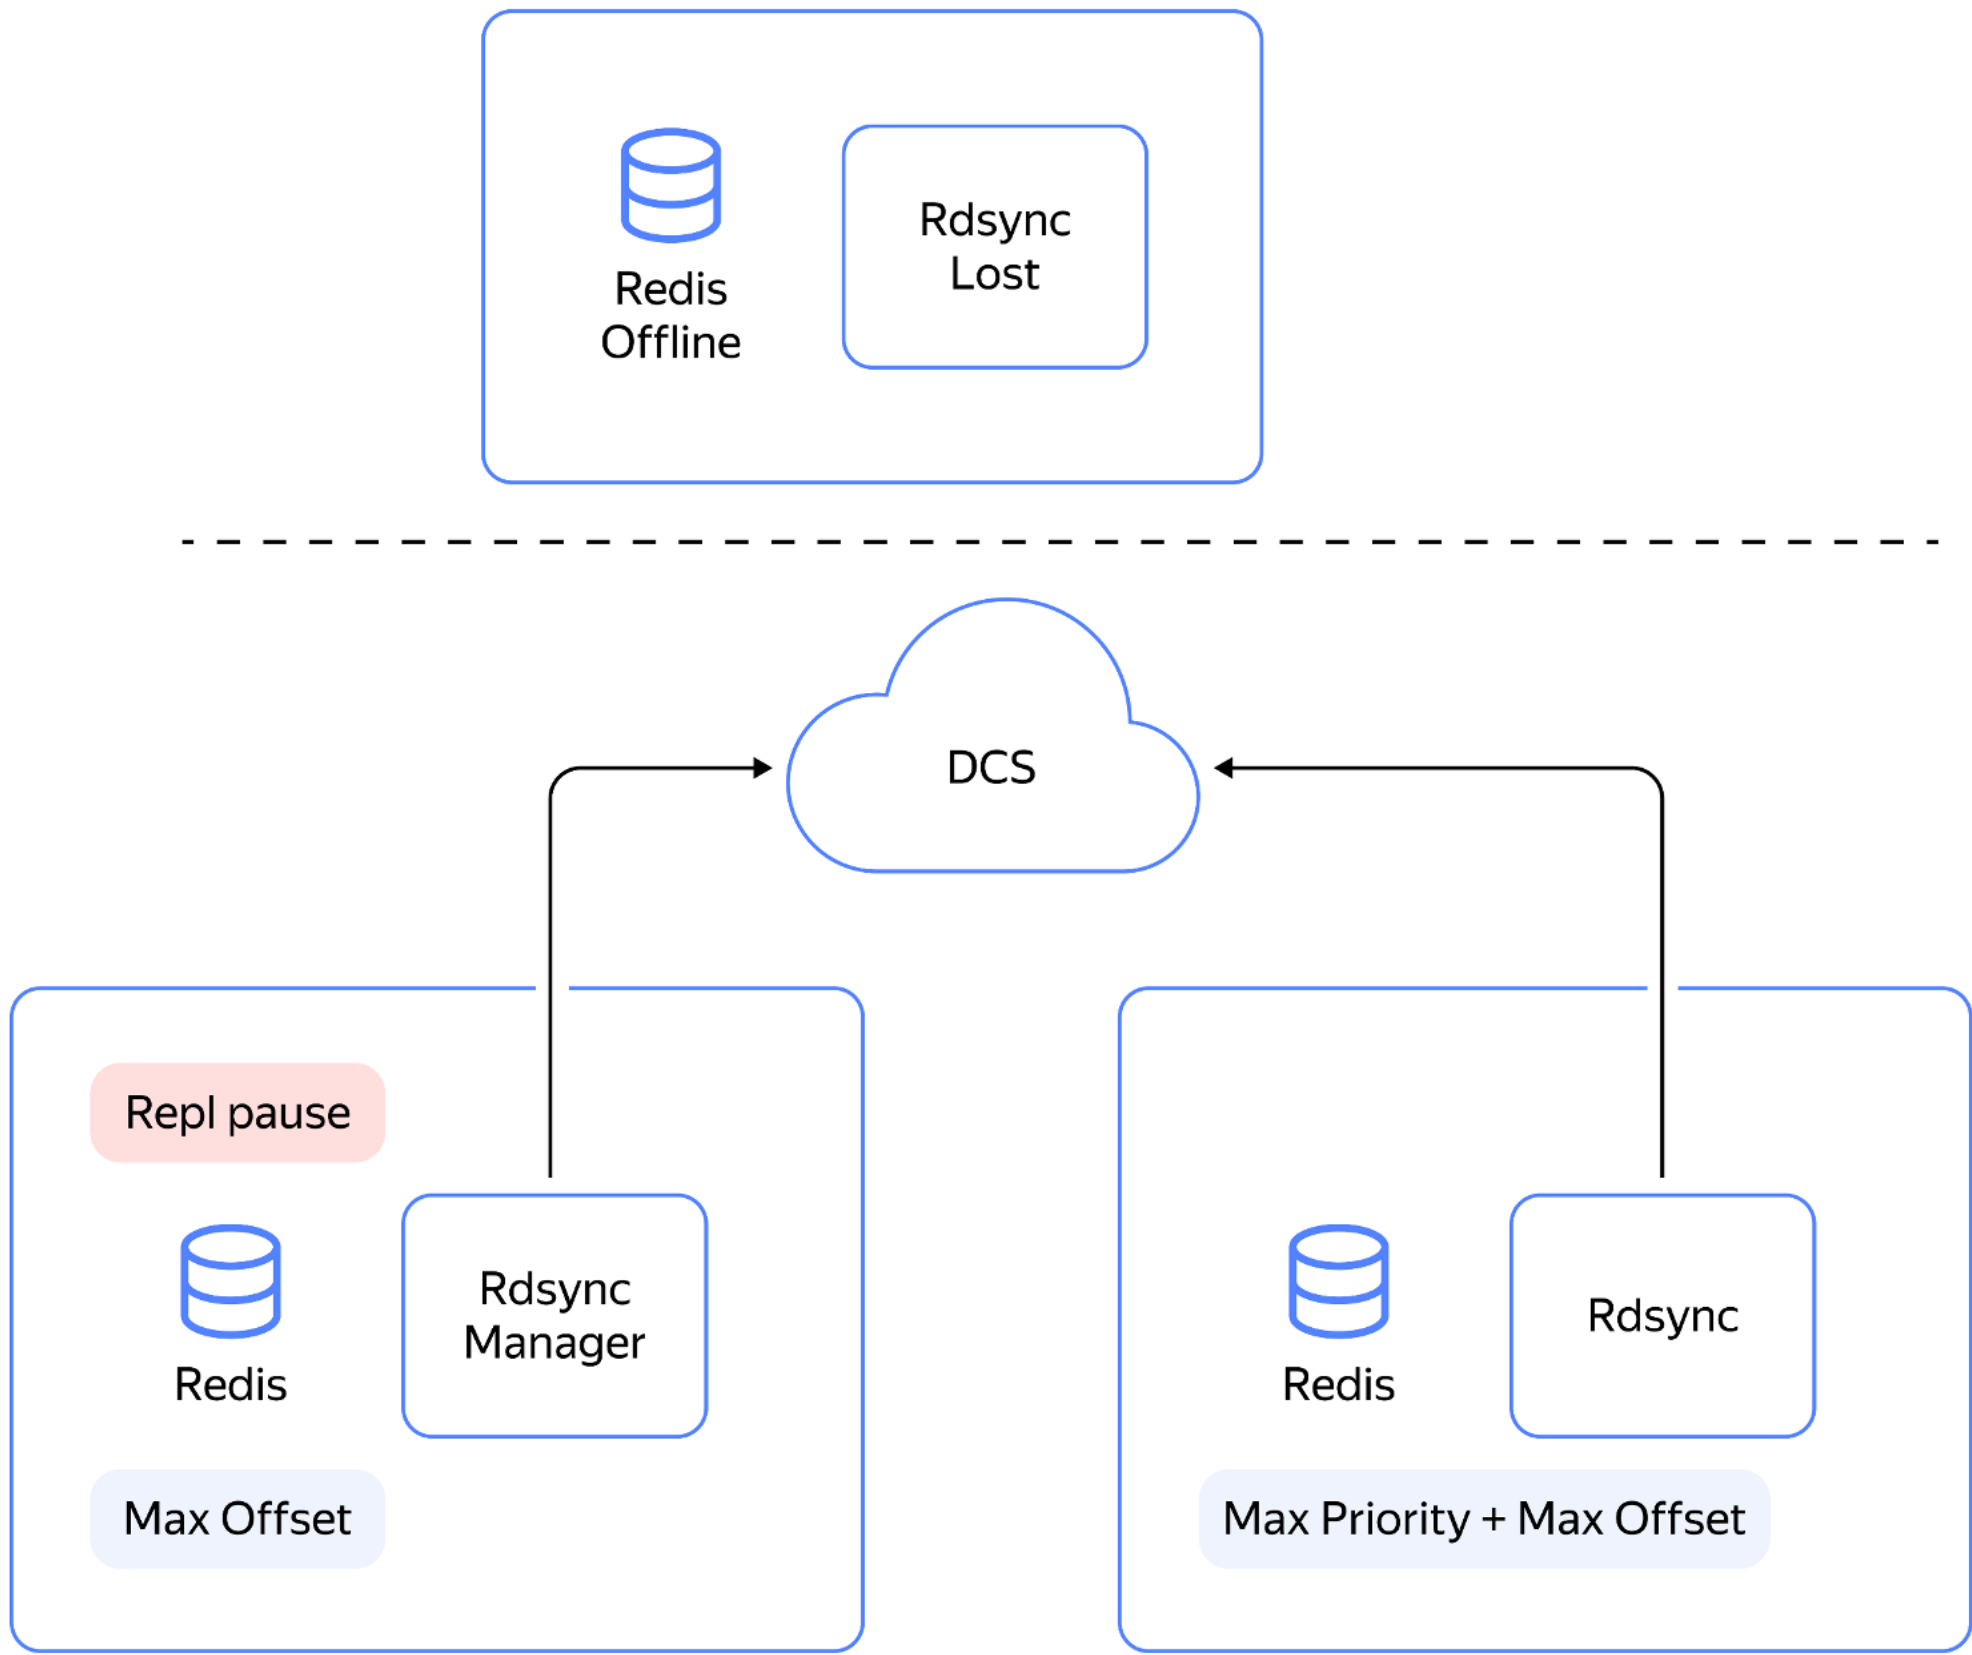 Redis
Offline
Rdsync
Lost
DCS
Repl pause
Redis
Rdsync
Manager
Max Offset
Redis
Rdsync
Max Priority + Max Offset